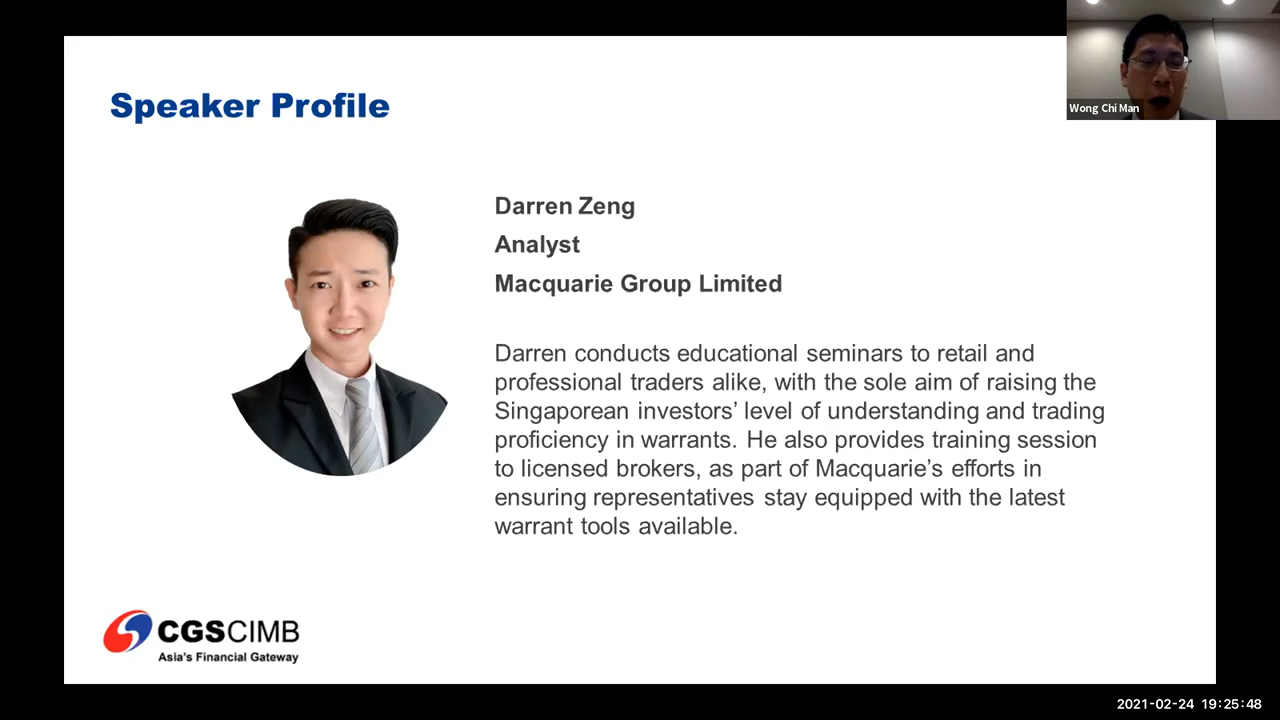 Wong Chi Man
Speaker Profile
Darren Zeng
Analyst
Macquarie Group Limited
Darren conducts educational seminars to retail and
professional traders alike, with the sole aim of raising the
Singaporean investors’ level of understanding and trading
proficiency in warrants. He also provides training session
to licensed brokers, as part of Macquarie’s efforts in
ensuring representatives stay equipped with the latest
warrant tools available.
CGSCIMB
Asia's Financial Gateway
2021-02-24 19:25:48